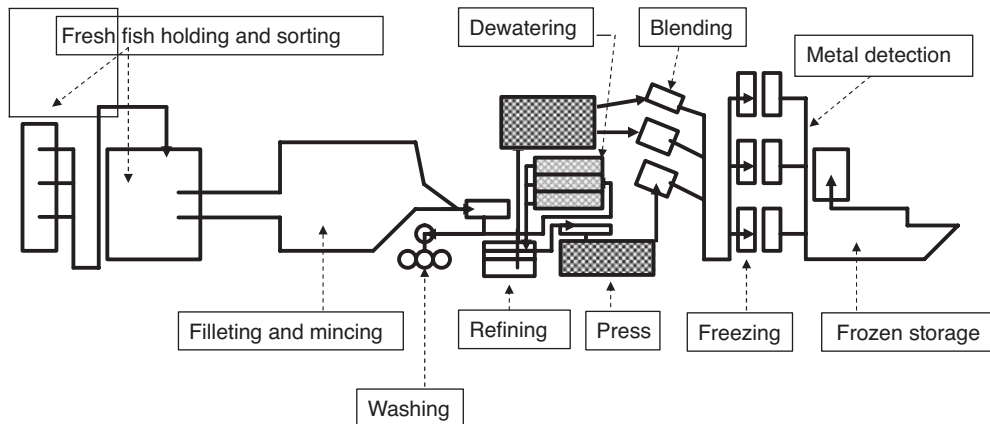 Fresh fish holding and sorting
Dewatering
Blending
Metal detection
Filleting and mincing
Refining
Press
Freezing
Frozen storage
Washing